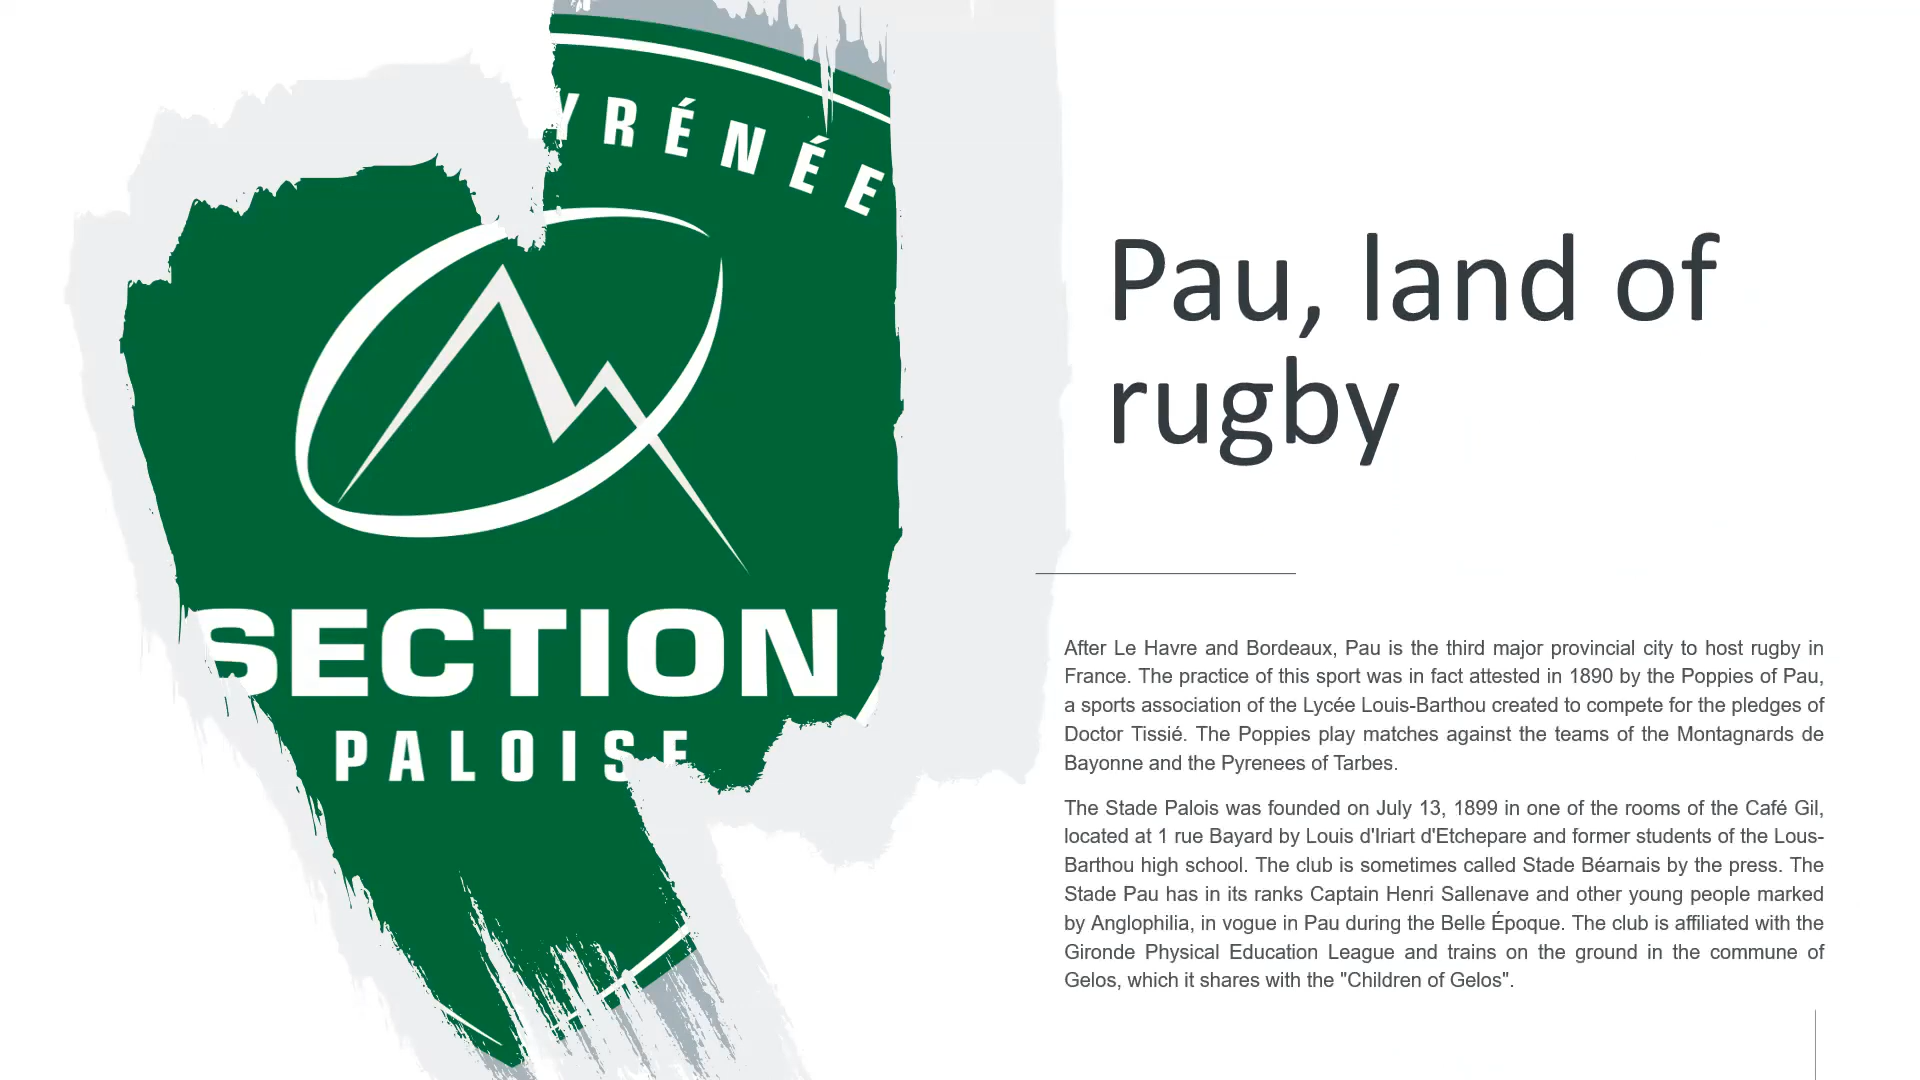 YRÉNÉE
SECTION
PALOISE
Pau, land of
rugby
After Le Havre and Bordeaux, Pau is the third major provincial city to host rugby in
France. The practice of this sport was in fact attested in 1890 by the Poppies of Pau,
a sports association of the Lycée Louis-Barthou created to compete for the pledges of
Doctor Tissié. The Poppies play matches against the teams of the Montagnards de
Bayonne and the Pyrenees of Tarbes.
The Stade Palois was founded on July 13, 1899 in one of the rooms of the Café Gil,
located at 1 rue Bayard by Louis d'Iriart d'Etchepare and former students of the Lous-
Barthou high school. The club is sometimes called Stade Béarnais by the press. The
Stade Pau has in its ranks Captain Henri Sallenave and other young people marked
by Anglophilia, in vogue in Pau during the Belle Époque. The club is affiliated with the
Gironde Physical Education League and trains on the ground in the commune of
Gelos, which it shares with the "Children of Gelos".